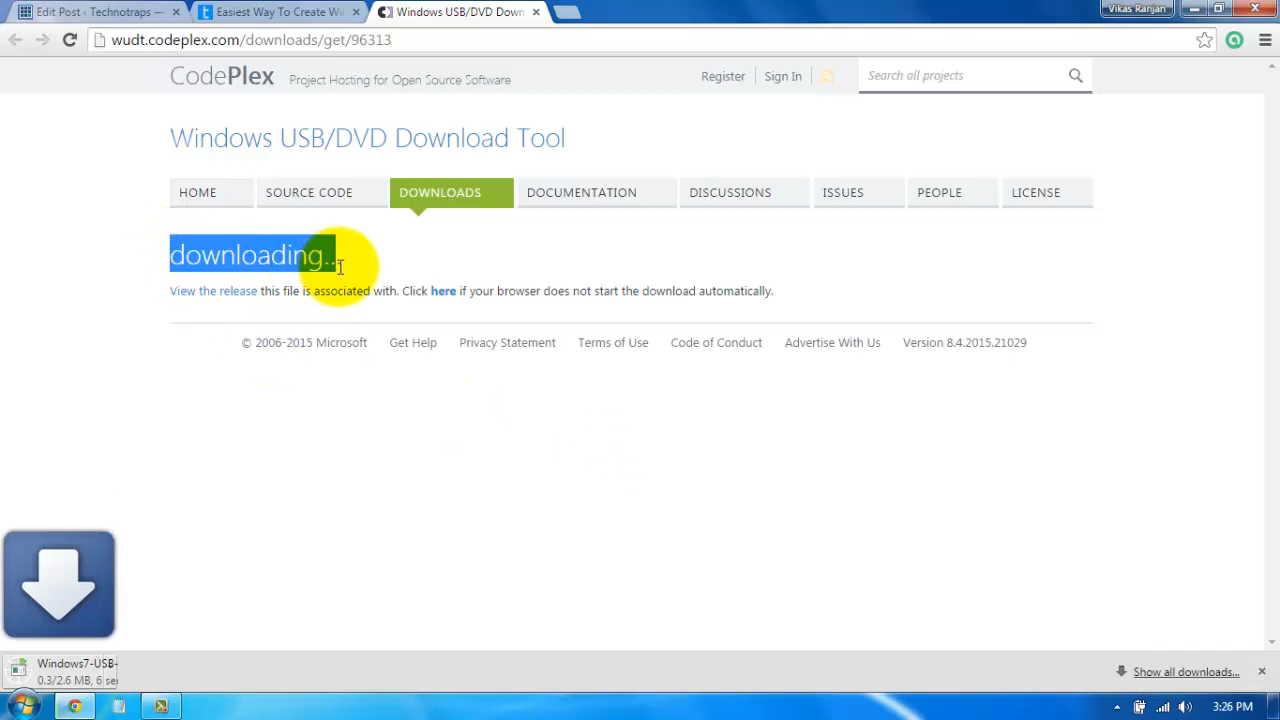 Edit Post ‹ Technotraps —
Easiest Way To Create Wi
Windows USB/DVD Down
Vikas Ranjan
wudt.codeplex.com/downloads/get/96313
CodePlex Project Hosting for Open Source Software
Register Sign In Search all projects
Windows USB/DVD Download Tool
HOME SOURCE CODE DOWNLOADS DOCUMENTATION DISCUSSIONS ISSUES PEOPLE LICENSE
downloading..
View the release this file is associated with. Click here if your browser does not start the download automatically.
© 2006-2015 Microsoft Get Help Privacy Statement Terms of Use Code of Conduct Advertise With Us Version 8.4.2015.21029
Windows7-USB-
0.3/2.6 MB, 6 sec
Show all downloads...
3:26 PM